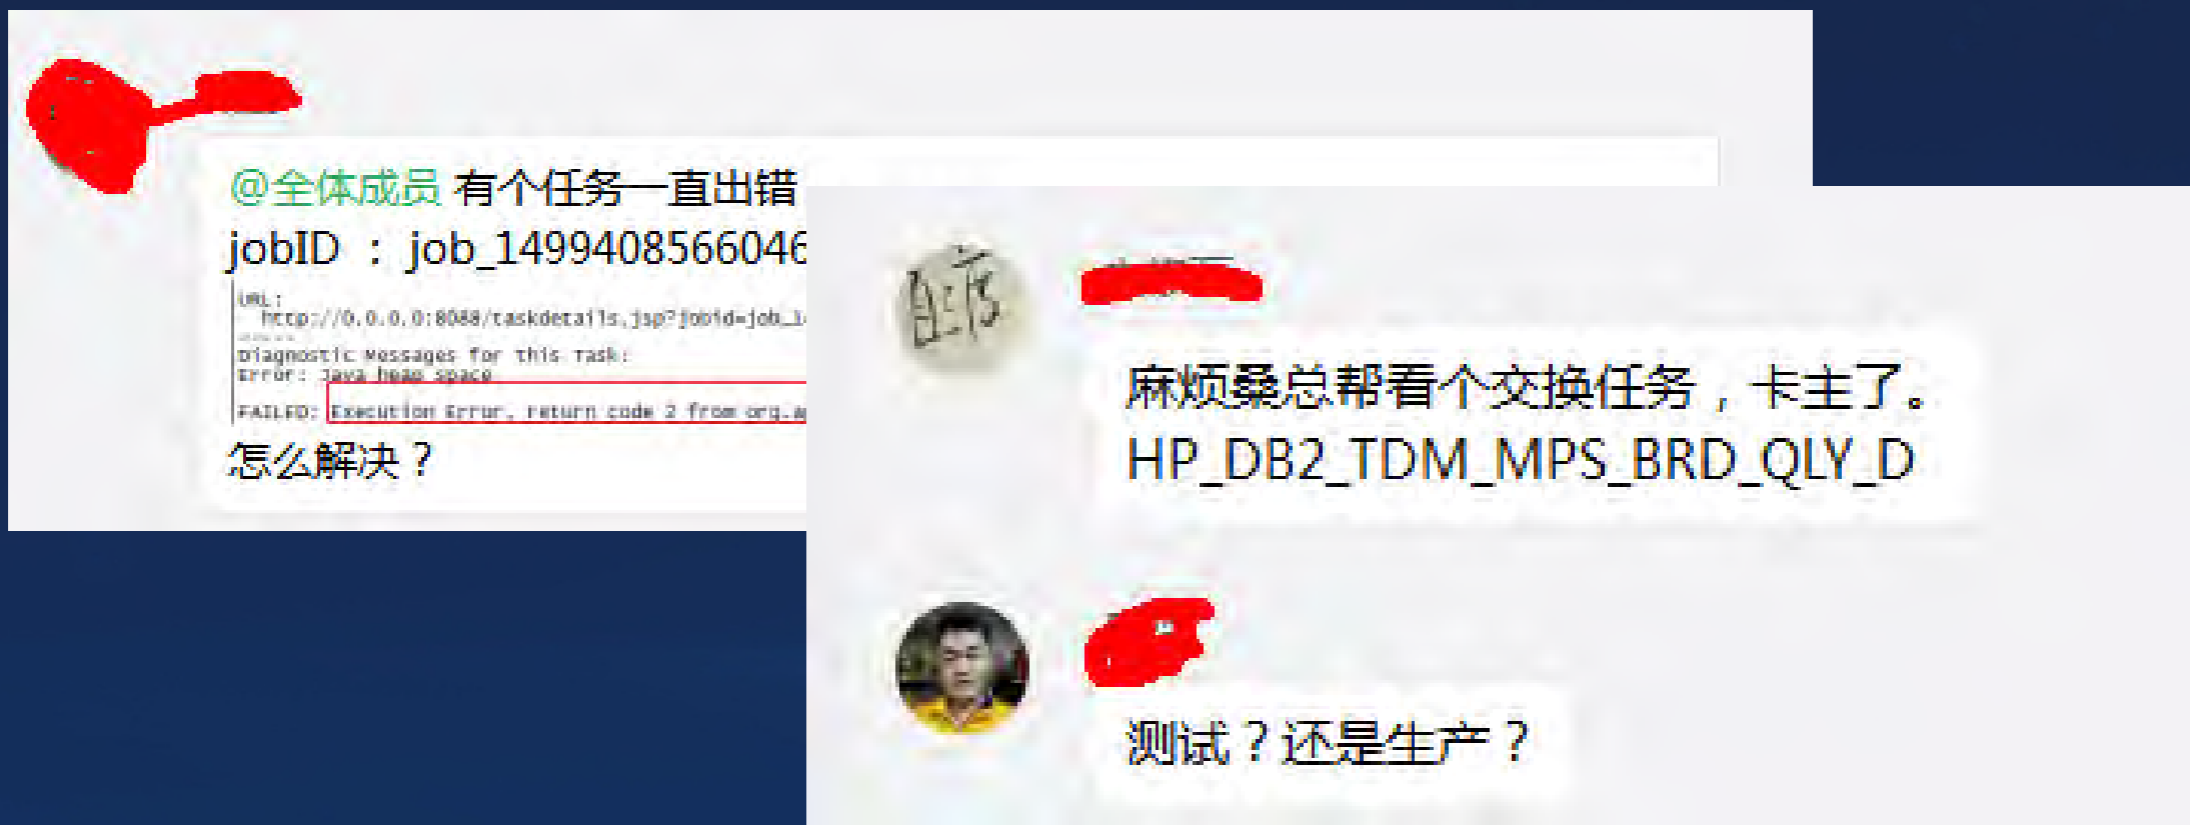 @全体成员 有个任务一直出错
jobID : job_1499408566046
URL:
http://0.0.0.0:8088/taskdetails.jsp?jobid=job_1
Diagnostic Messages for this Task:
Error: Java heap space
FAILED: Execution Error, return code 2 from org.a
怎么解决？
麻烦桑总帮看个交换任务，卡主了。
HP_DB2_TDM_MPS_BRD_QLY_D
测试？还是生产？